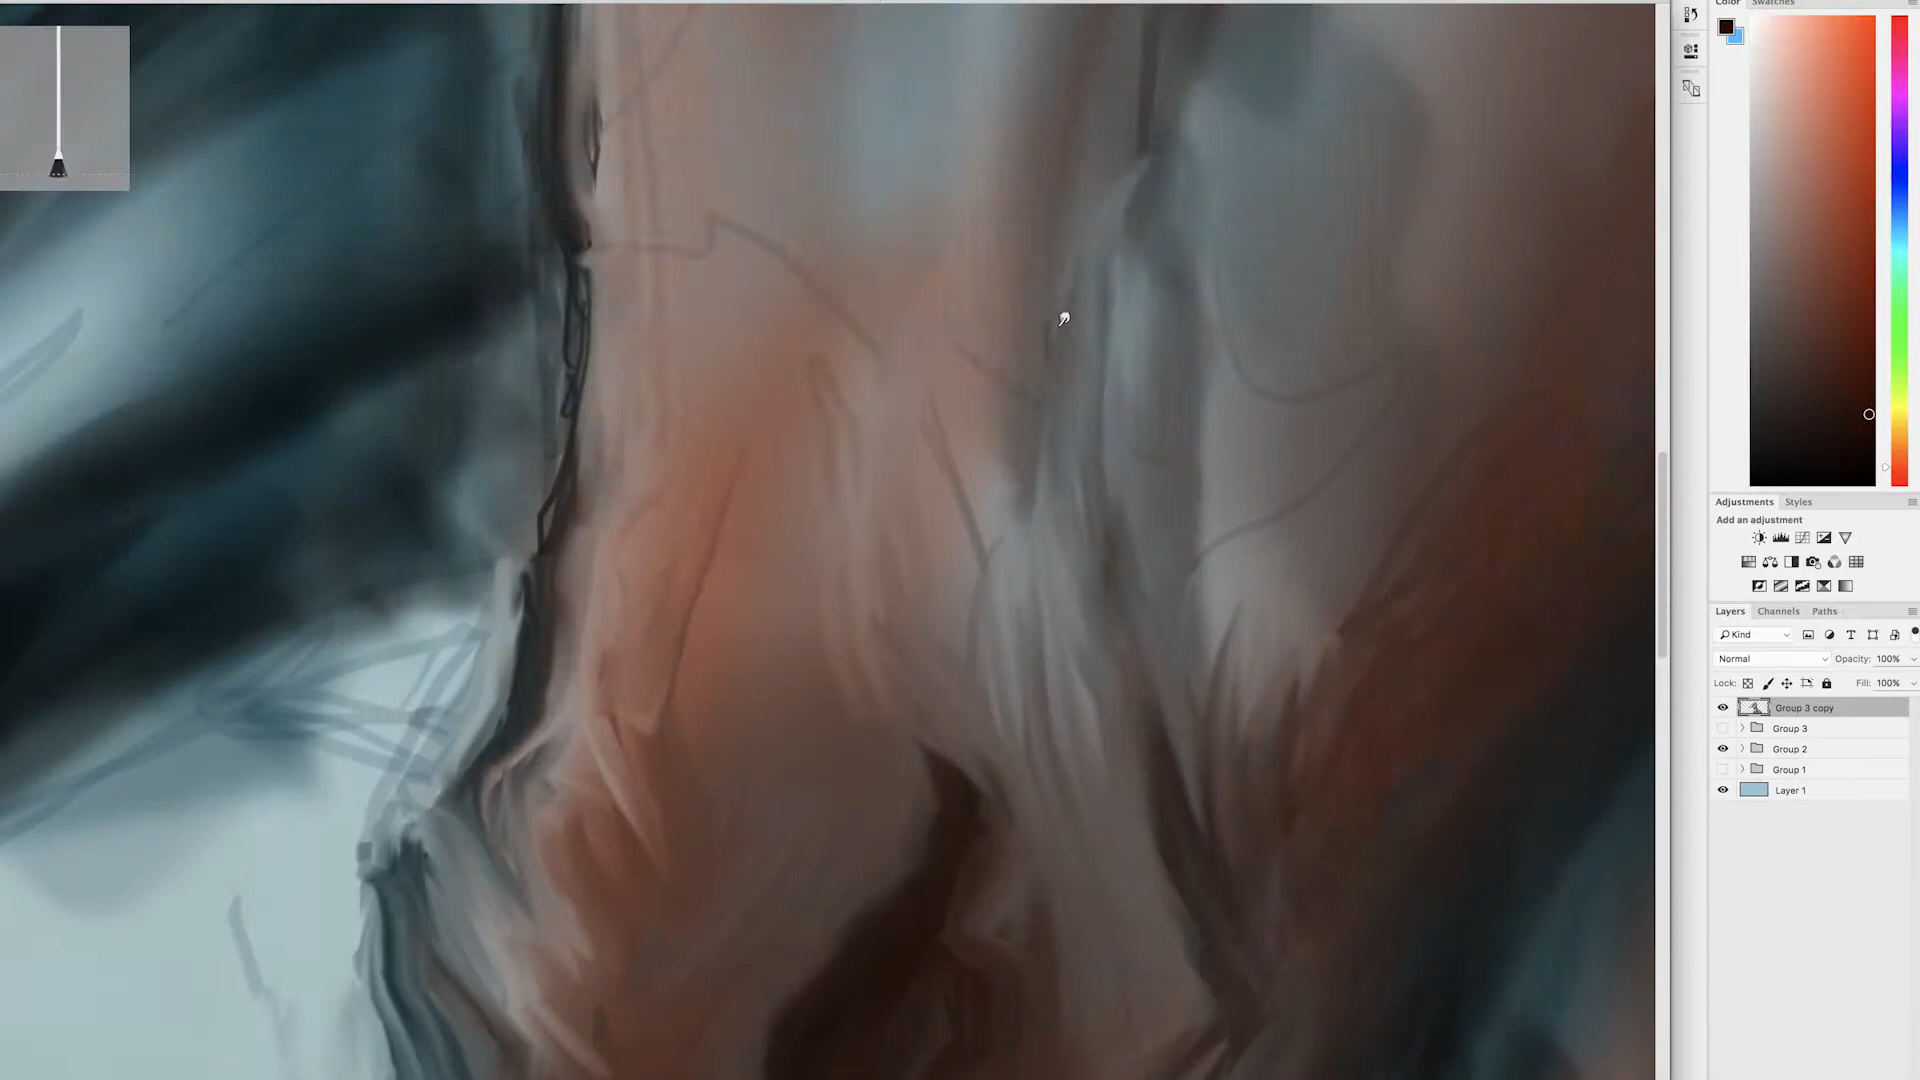 Color Swatches
Adjustments Styles
Add an adjustment
Layers Channels Paths
Kind
Normal Opacity: 100%
Lock: Fill: 100%
Group 3 copy
Group 3
Group 2
Group 1
Layer 1